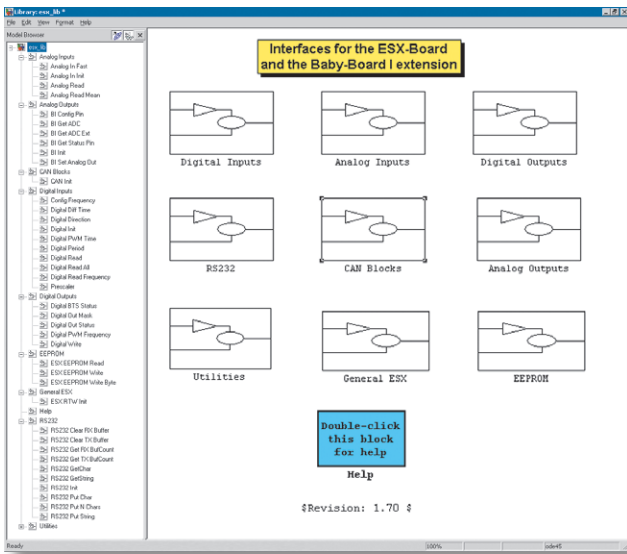 Library: esx_lib *
File Edit View Format Help
Model Browser
esx_lib
Analog Inputs
Analog In Fast
Analog In Init
Analog Read
Analog Read Mean
Analog Outputs
BI Config Pin
BI Get ADC
BI Get ADC Ext
BI Get Status Pin
BI Init
BI Set Analog Out
CAN Blocks
CAN Init
Digital Inputs
Config Frequency
Digital Diff Time
Digital Direction
Digital Init
Digital PWM Time
Digital Period
Digital Read
Digital Read All
Digital Read Frequency
Prescaler
Digital Outputs
Digital BTS Status
Digital Out Mask
Digital Out Status
Digital PWM Frequency
Digital Write
EEPROM
ESX EEPROM Read
ESX EEPROM Write
ESX EEPROM Write Byte
General ESX
ESX RTW Init
Help
RS232
RS232 Clear RX Buffer
RS232 Clear TX Buffer
RS232 Get RX BufCount
RS232 Get TX BufCount
RS232 GetChar
RS232 GetString
RS232 Init
RS232 Put Char
RS232 Put N Chars
RS232 Put String
Utilities
Interfaces for the ESX-Board
and the Baby-Board I extension
Digital Inputs Analog Inputs Digital Outputs
RS232 CAN Blocks Analog Outputs
Utilities General ESX EEPROM
Double-click
this block
for help
Help
$Revision: 1.70 $
Ready 100% ode45